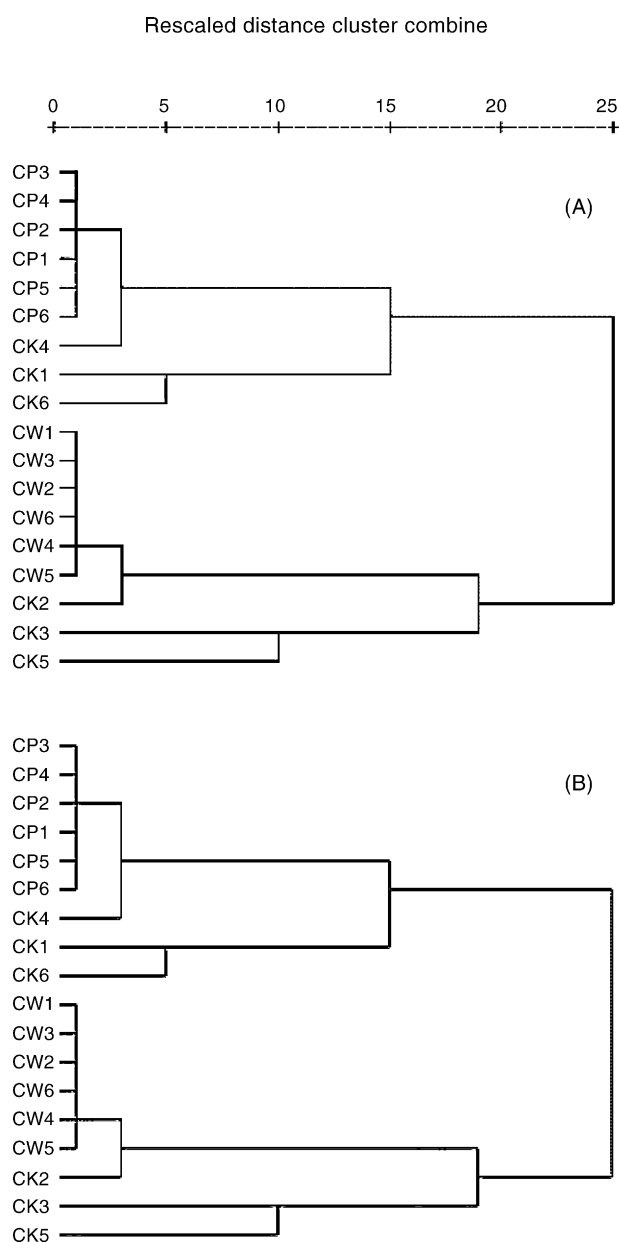 Rescaled distance cluster combine
0 5 10 15 20 25
CP3
(A)
CP4
CP2
CP1
CP5
CP6
CK4
CK1
CK6
CW1
CW3
CW2
CW6
CW4
CW5
CK2
CK3
CK5
CP3
(B)
CP4
CP2
CP1
CP5
CP6
CK4
CK1
CK6
CW1
CW3
CW2
CW6
CW4
CW5
CK2
CK3
CK5